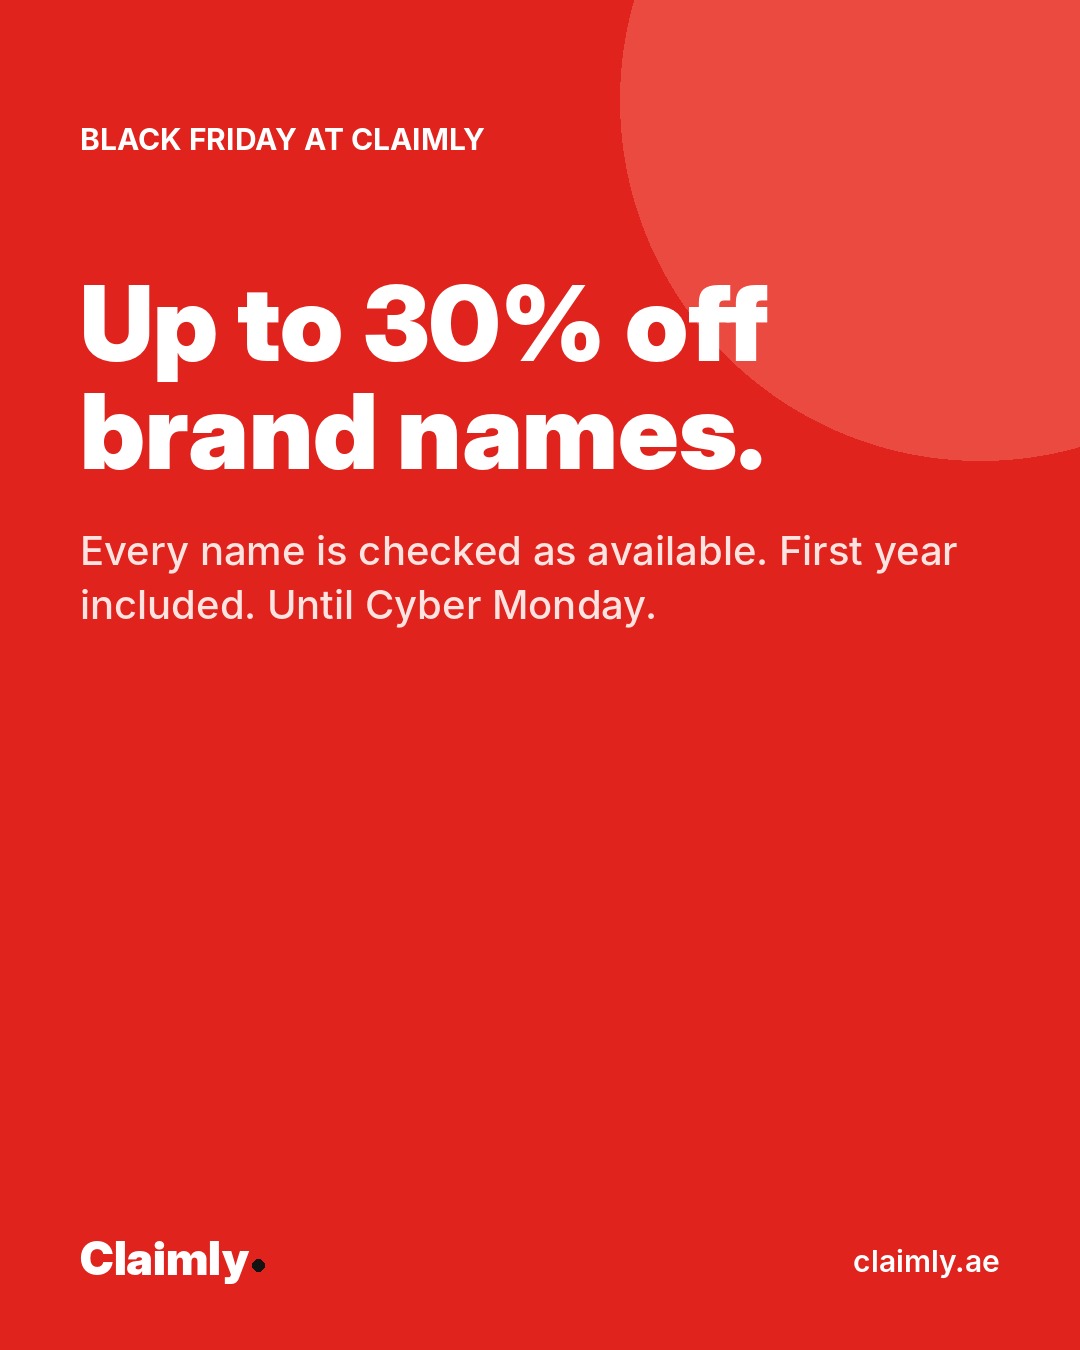 BLACK FRIDAY AT CLAIMLY
Up to 30% off
brand names.
Every name is checked as available. First year
included. Until Cyber Monday.
Claimly.
claimly.ae